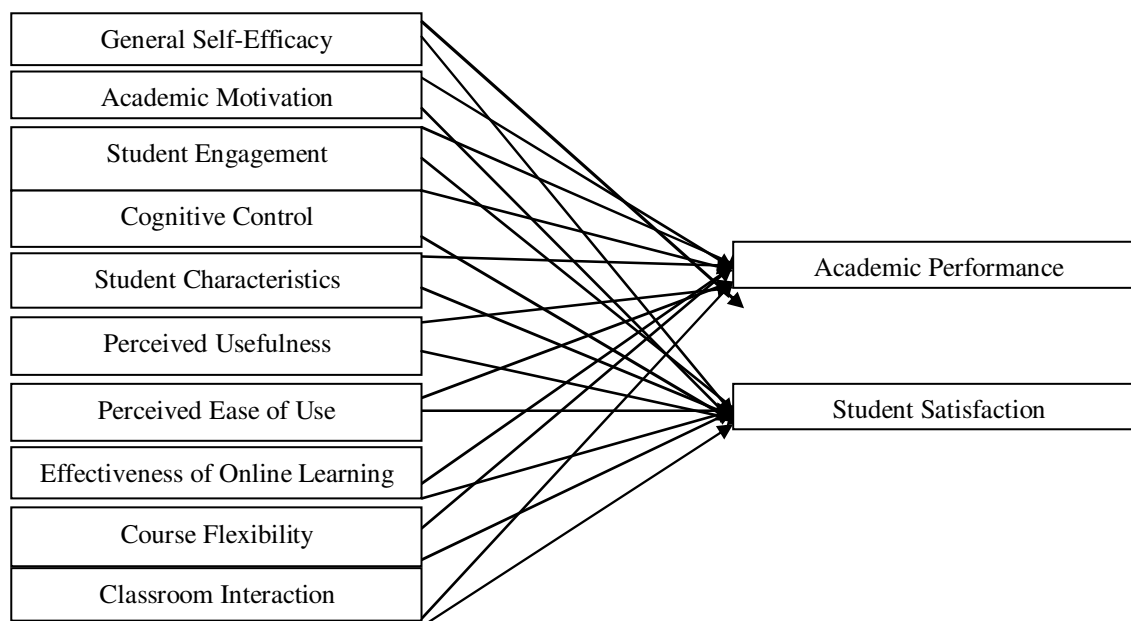 General Self-Efficacy
Academic Motivation
Student Engagement
Cognitive Control
Student Characteristics
Perceived Usefulness
Perceived Ease of Use
Effectiveness of Online Learning
Course Flexibility
Classroom Interaction
Academic Performance
Student Satisfaction